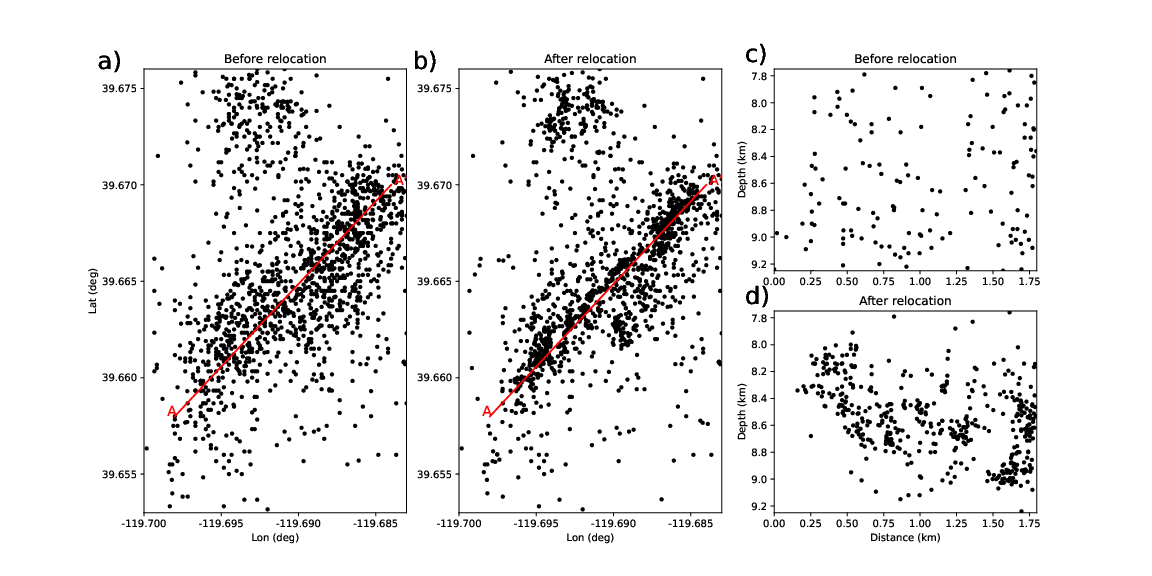 a)
Before relocation
39.675
39.670
39.665
39.660
39.655
Lat (deg)
A
A'
-119.700
-119.695
-119.690
-119.685
Lon (deg)
b)
After relocation
39.675
39.670
39.665
39.660
39.655
A
A'
-119.700
-119.695
-119.690
-119.685
Lon (deg)
c)
Before relocation
7.8
8.0
8.2
8.4
8.6
8.8
9.0
9.2
Depth (km)
0.00
0.25
0.50
0.75
1.00
1.25
1.50
1.75
d)
After relocation
7.8
8.0
8.2
8.4
8.6
8.8
9.0
9.2
Depth (km)
0.00
0.25
0.50
0.75
1.00
1.25
1.50
1.75
Distance (km)